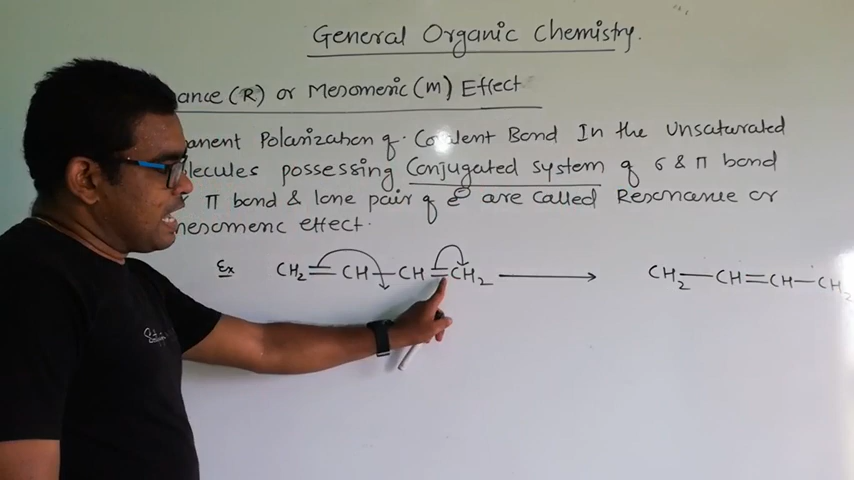 General Organic Chemistry.
ance (R) or Mesomeric (m) Effect
anent Polarization of Covalent Bond In the unsaturated
lecules possessing Conjugated system of σ & π bond
π bond & lone pair of e⊖ are called Resonance or
mesomeric effect.
Ex CH₂=CH-CH=CH₂ → CH₂-CH=CH-CH₂